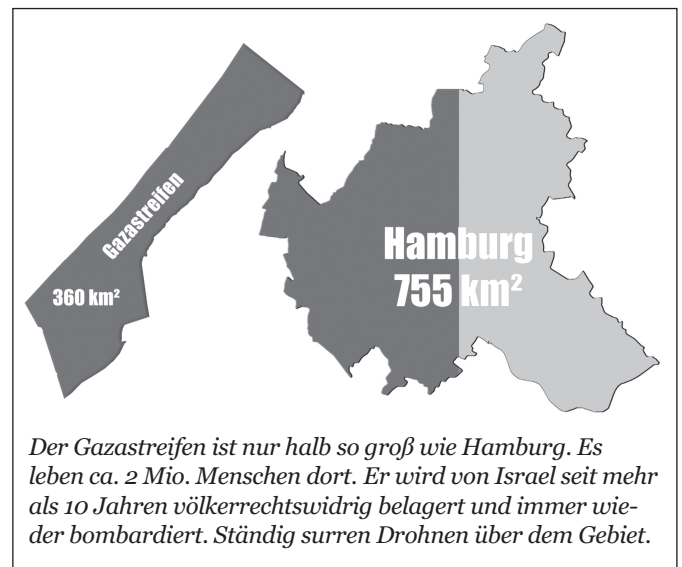 Gazastreifen
360 km²
Hamburg
755 km²
Der Gazastreifen ist nur halb so groß wie Hamburg. Es
leben ca. 2 Mio. Menschen dort. Er wird von Israel seit mehr
als 10 Jahren völkerrechtswidrig belagert und immer wie-
der bombardiert. Ständig surren Drohnen über dem Gebiet.